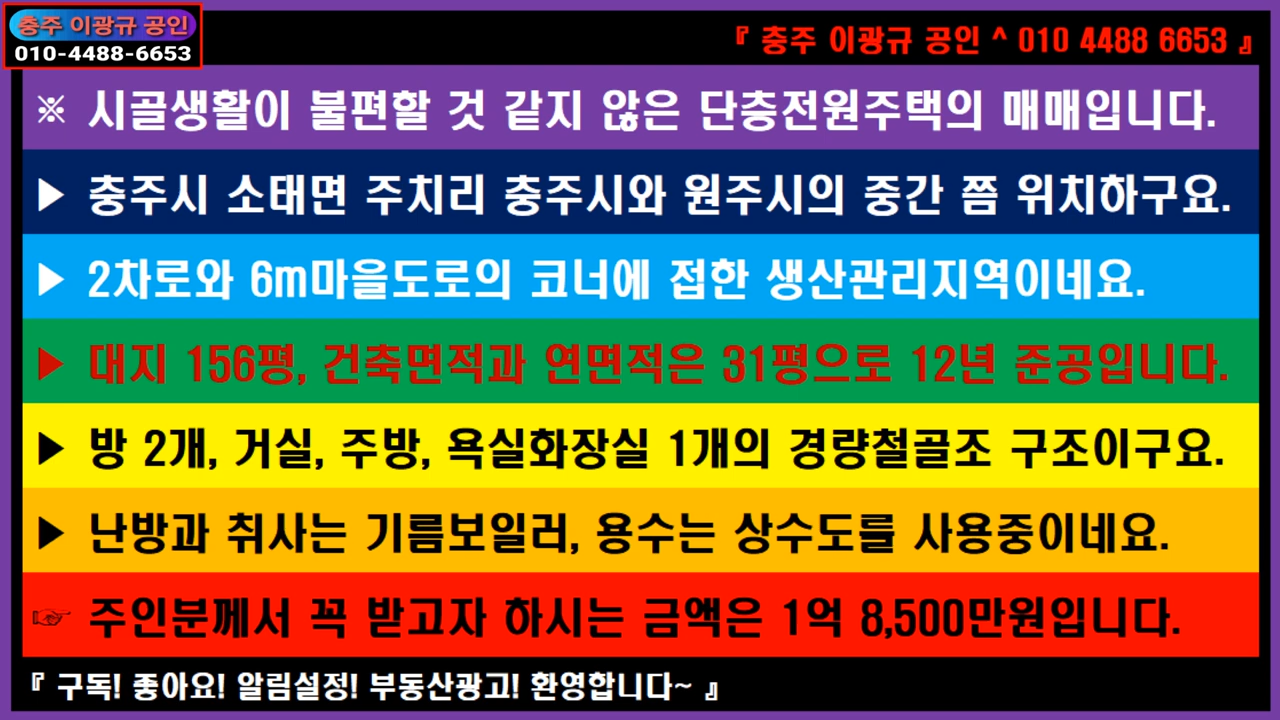 충주 이광규 공인
010-4488-6653
『 충주 이광규 공인 ^ 010 4488 6653 』
※ 시골생활이 불편할 것 같지 않은 단층전원주택의 매매입니다.
▶ 충주시 소태면 주치리 충주시와 원주시의 중간 쯤 위치하구요.
▶ 2차로와 6m마을도로의 코너에 접한 생산관리지역이네요.
▶ 대지 156평, 건축면적과 연면적은 31평으로 12년 준공입니다.
▶ 방 2개, 거실, 주방, 욕실화장실 1개의 경량철골조 구조이구요.
▶ 난방과 취사는 기름보일러, 용수는 상수도를 사용중이네요.
☞ 주인분께서 꼭 받고자 하시는 금액은 1억 8,500만원입니다.
『 구독! 좋아요! 알림설정! 부동산광고! 환영합니다~ 』